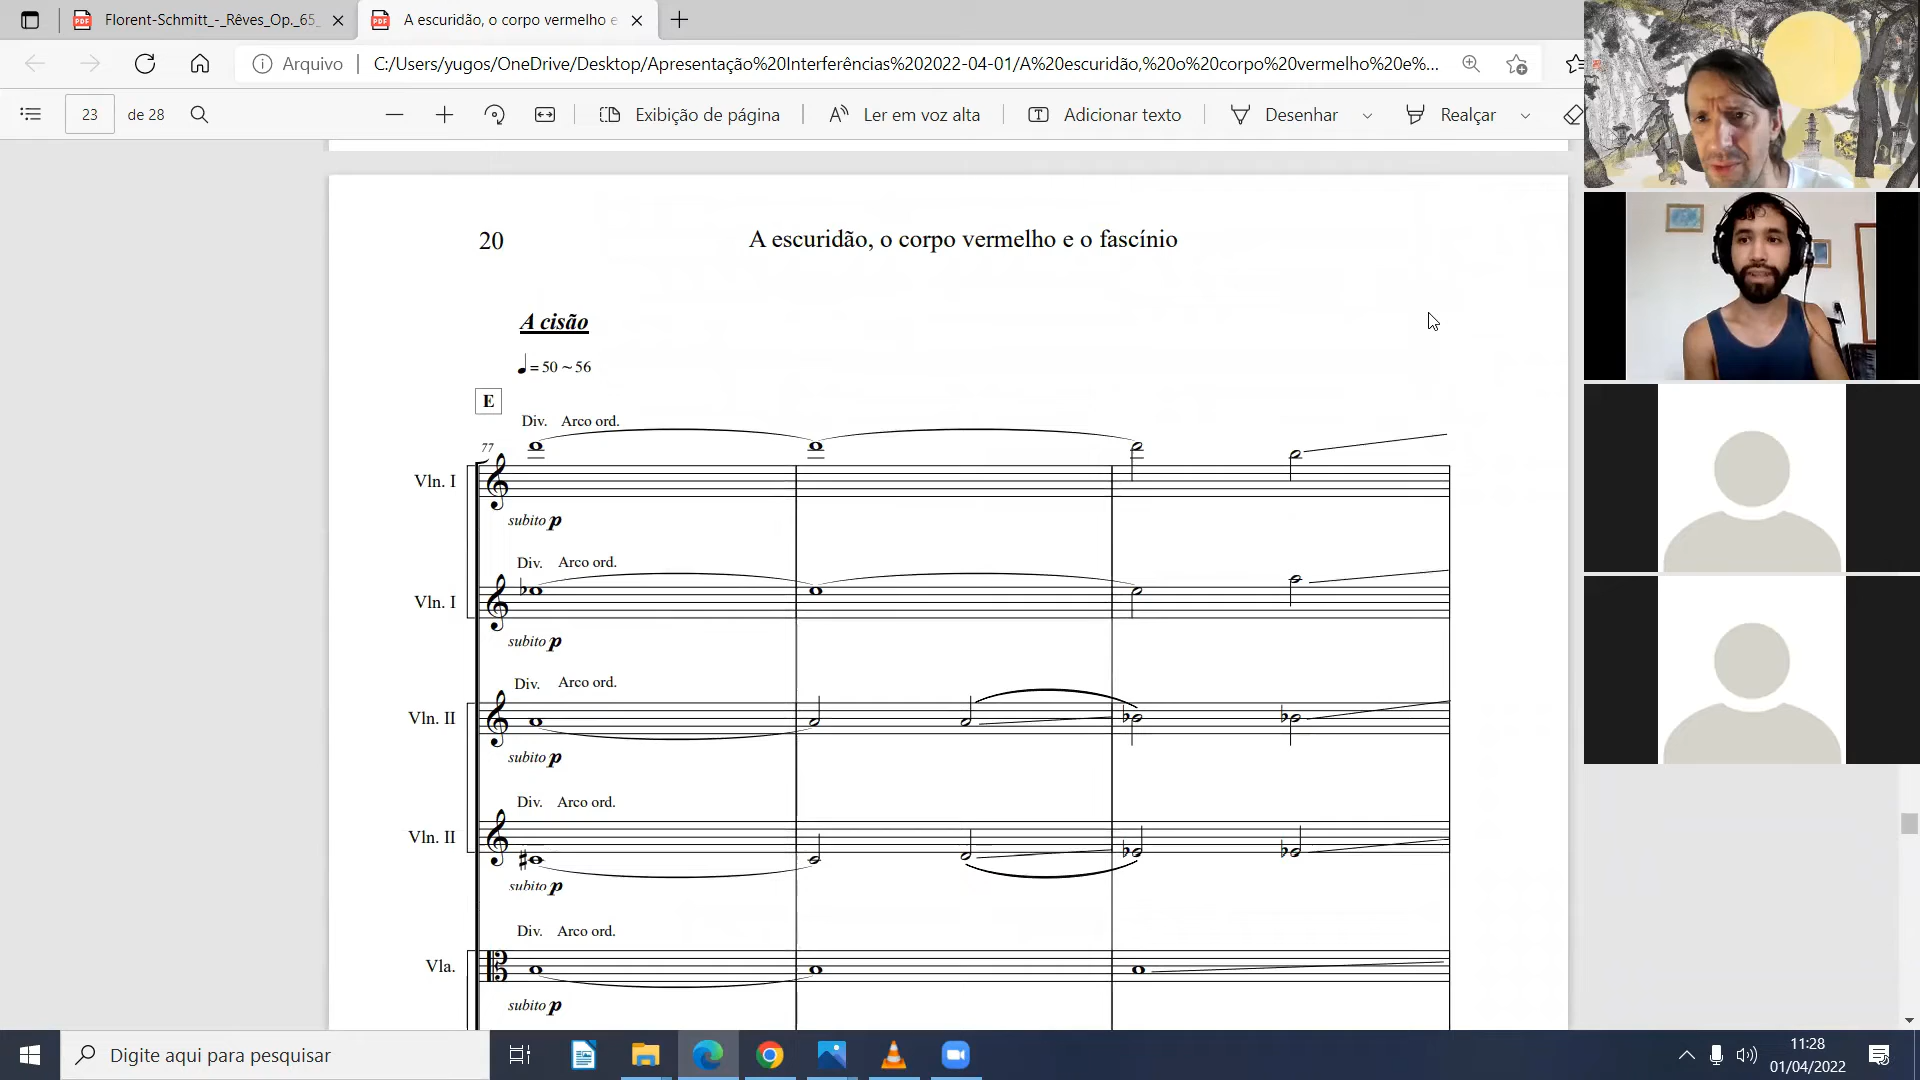 Florent-Schmitt_-_Rêves_Op._65_
A escuridão, o corpo vermelho e
Arquivo
C:/Users/yugos/OneDrive/Desktop/Apresentação%20Interferências%202022-04-01/A%20escuridão,%20o%20corpo%20vermelho%20e%...
23 de 28
Exibição de página
Ler em voz alta
Adicionar texto
Desenhar
Realçar
20
A escuridão, o corpo vermelho e o fascínio
A cisão
= 50 ~ 56
E
Div. Arco ord.
77
Vln. I
subito p
Div. Arco ord.
Vln. I
subito p
Div. Arco ord.
Vln. II
subito p
Div. Arco ord.
Vln. II
subito p
Div. Arco ord.
Vla.
subito p
Digite aqui para pesquisar
11:28
01/04/2022